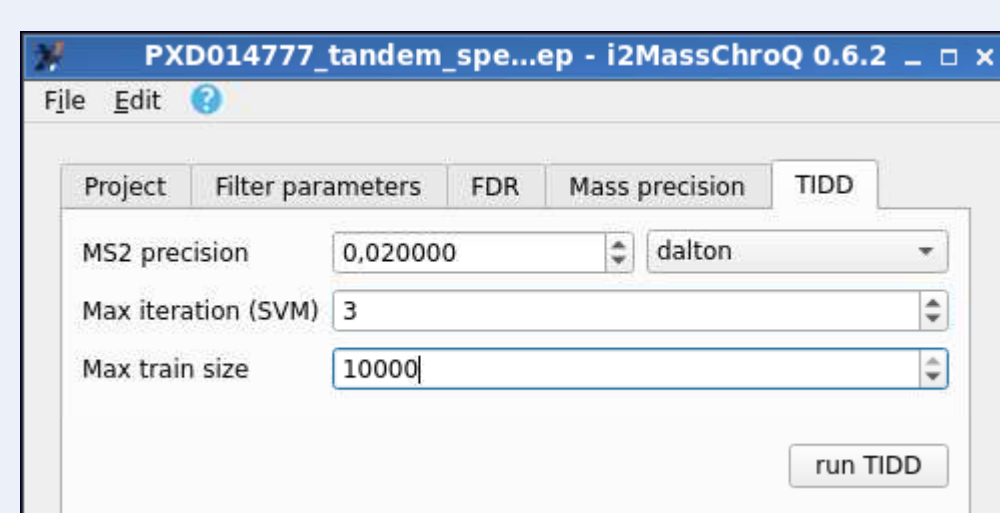 PXD014777_tandem_spe...ep - i2MassChroQ 0.6.2
File Edit ?
Project Filter parameters FDR Mass precision TIDD
MS2 precision 0,020000 dalton
Max iteration (SVM) 3
Max train size 10000
run TIDD